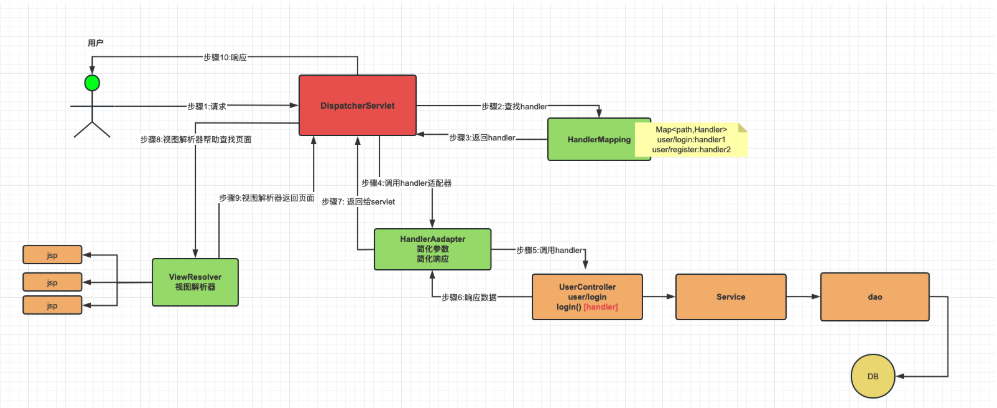 用户
步骤10:响应
DispatcherServlet
步骤1:请求
步骤2:查找handler
步骤3:返回handler
HandlerMapping
Map<path,Handler>
user/login:handler1
user/register:handler2
步骤8:视图解析器帮助查找页面
步骤4:调用handler适配器
步骤9:视图解析器返回页面
步骤7: 返回给servlet
HandlerAadapter
简化参数
简化响应
步骤5:调用handler
jsp
jsp
jsp
ViewResolver
视图解析器
步骤6:响应数据
UserController
user/login
login() [handler]
Service
dao
DB